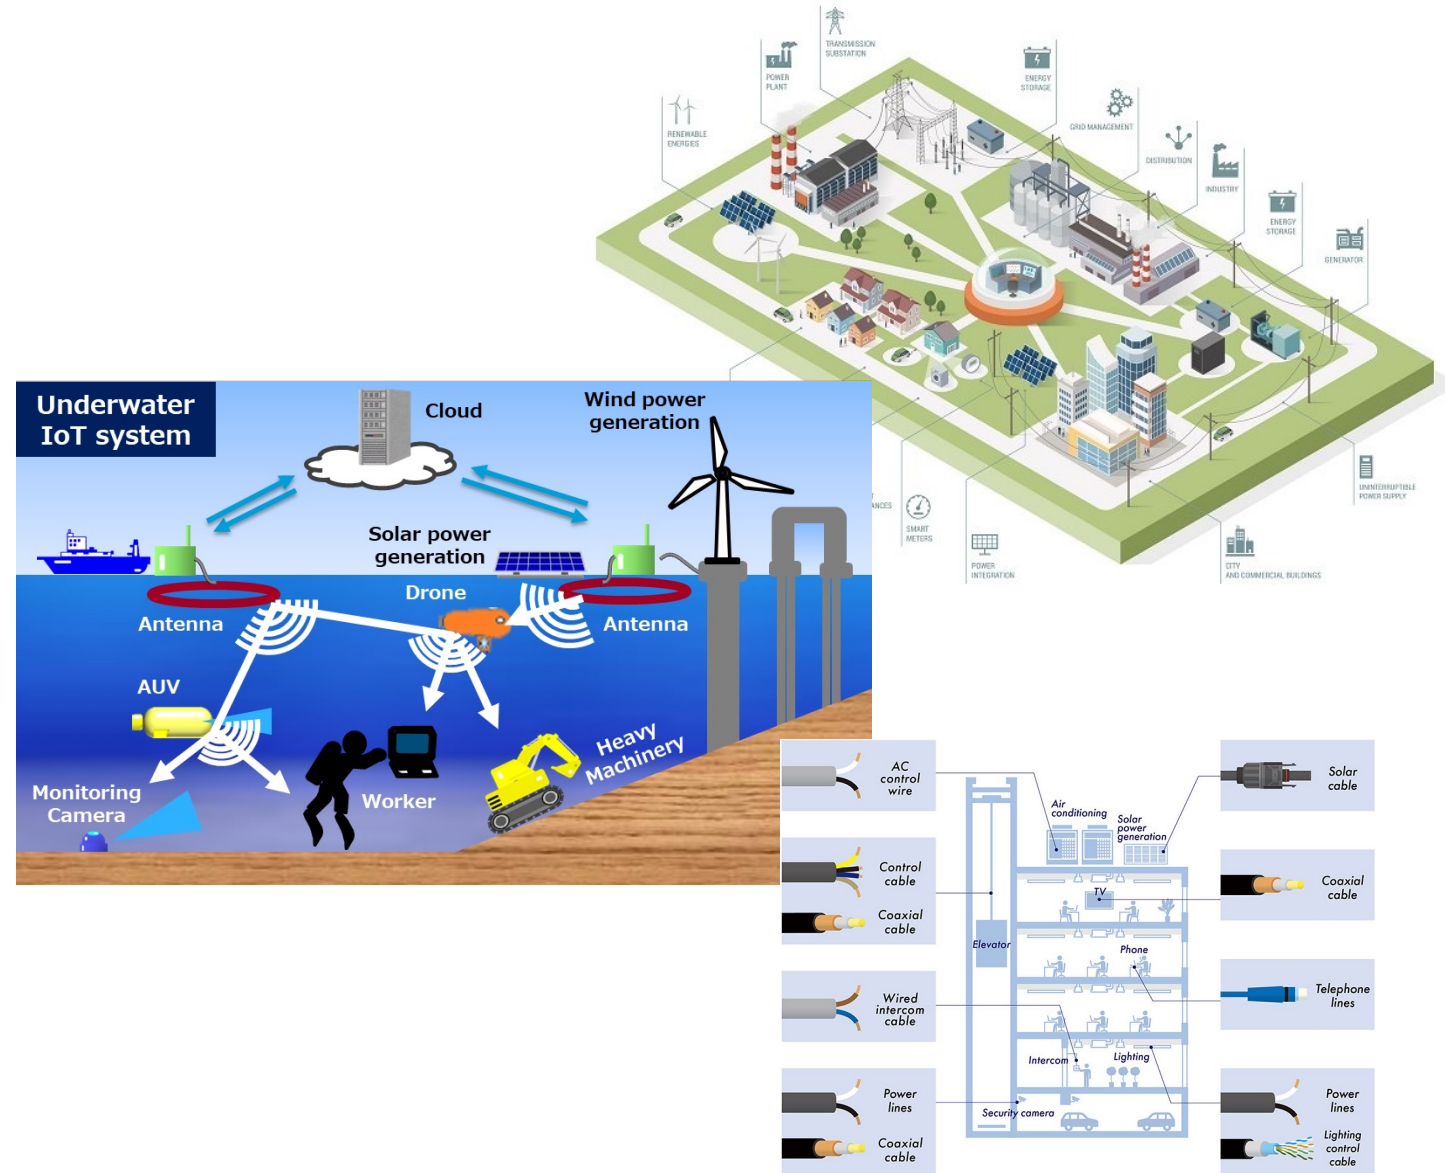 TRANSMISSION
SUBSTATION
POWER
PLANT
ENERGY
STORAGE
GRID MANAGEMENT
RENEWABLE
ENERGIES
DISTRIBUTION
INDUSTRY
ENERGY
STORAGE
GENERATOR
UNINTERRUPTIBLE
POWER SUPPLY
SMART
METERS
POWER
INTEGRATION
CITY
AND COMMERCIAL BUILDINGS
Underwater
IoT system
Cloud
Wind power
generation
Solar power
generation
Drone
Antenna
Antenna
AUV
Heavy
Machinery
Monitoring
Camera
Worker
AC
control
wire
Control
cable
Coaxial
cable
Wired
intercom
cable
Power
lines
Coaxial
cable
Air
conditioning
Solar
power
generation
TV
Elevator
Phone
Intercom
Lighting
Security camera
Solar
cable
Coaxial
cable
Telephone
lines
Power
lines
Lighting
control
cable